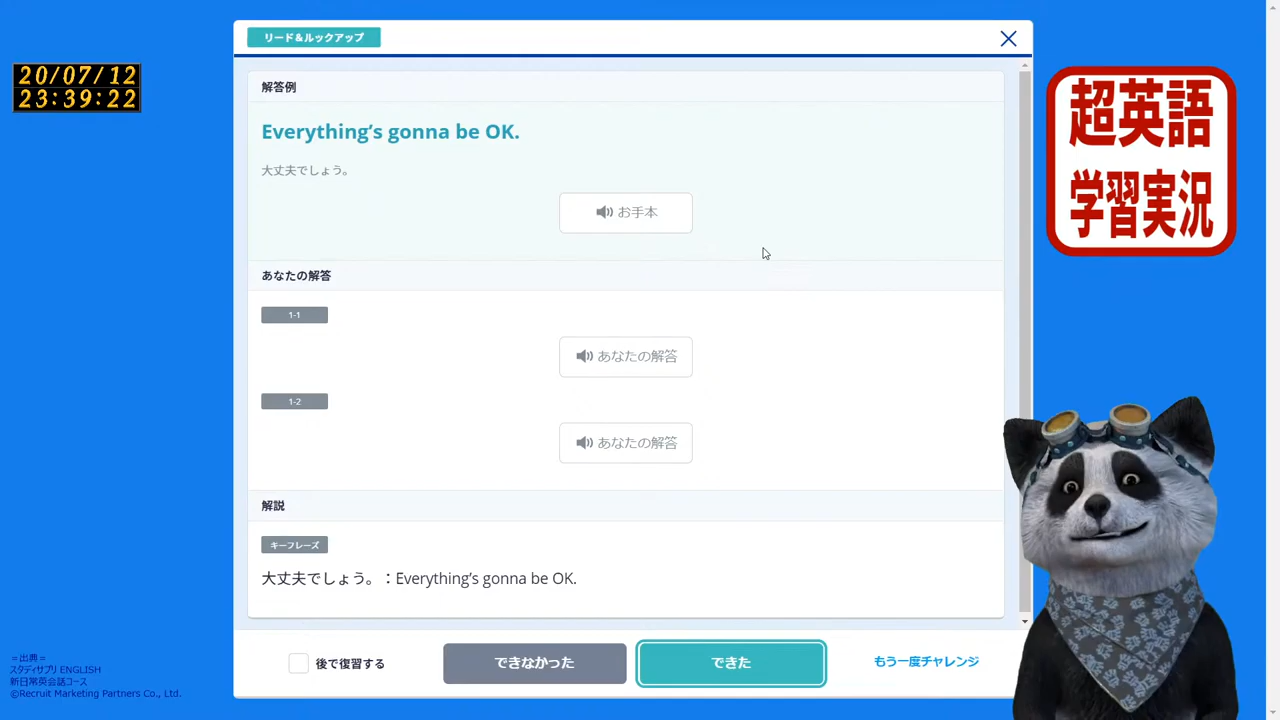 リード＆ルックアップ
20/07/12
23:39:22
解答例
Everything's gonna be OK.
大丈夫でしょう。
お手本
あなたの解答
1-1
あなたの解答
1-2
あなたの解答
解説
キーフレーズ
大丈夫でしょう。：Everything's gonna be OK.
後で復習する
できなかった
できた
もう一度チャレンジ
超英語
学習実況
＝出典＝
スタディサプリ ENGLISH
新日常英会話コース
©Recruit Marketing Partners Co., Ltd.